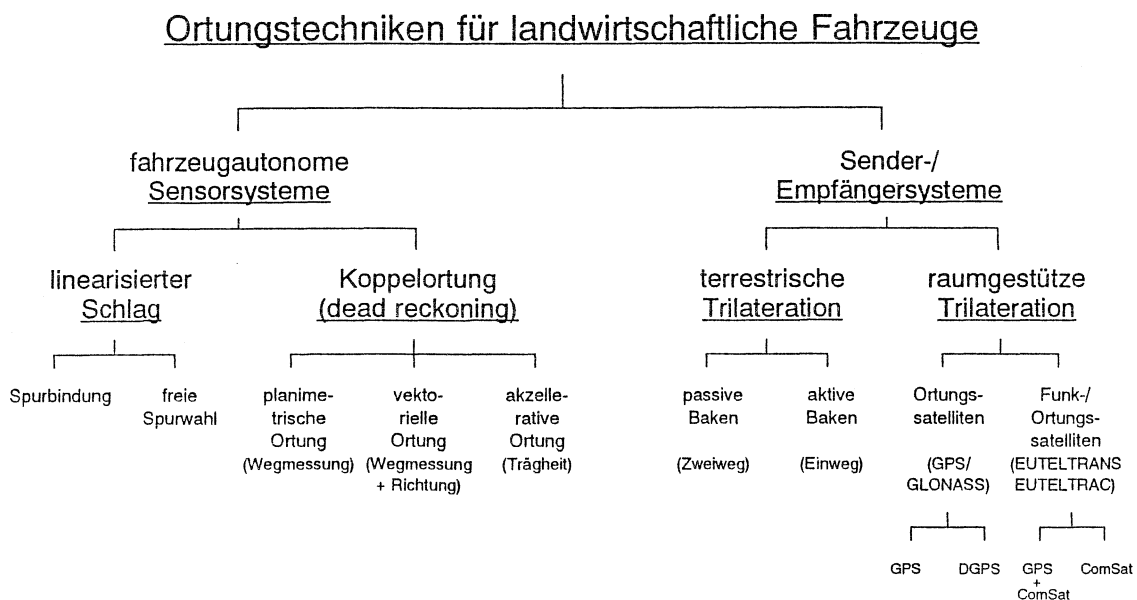 Ortungstechniken für landwirtschaftliche Fahrzeuge
fahrzeugautonome
Sensorsysteme
Sender-/
Empfängersysteme
linearisierter
Schlag
Koppelortung
(dead reckoning)
terrestrische
Trilateration
raumgestütze
Trilateration
Spurbindung
freie
Spurwahl
planime-
trische
Ortung
(Wegmessung)
vekto-
rielle
Ortung
(Wegmessung
+ Richtung)
akzelle-
rative
Ortung
(Trägheit)
passive
Baken
(Zweiweg)
aktive
Baken
(Einweg)
Ortungs-
satelliten
(GPS/
GLONASS)
Funk-/
Ortungs-
satelliten
(EUTELTRANS
EUTELTRAC)
GPS
DGPS
GPS
+
ComSat
ComSat